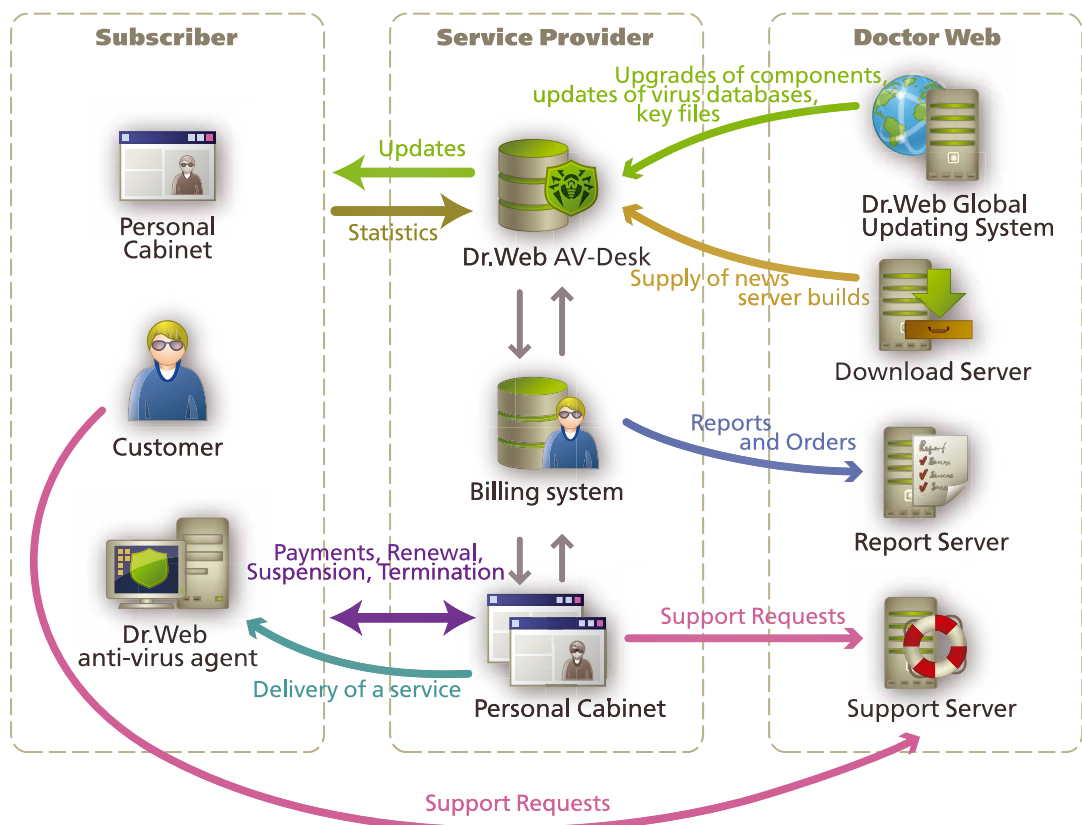 Subscriber
Service Provider
Doctor Web
Upgrades of components,
updates of virus databases,
key files
Updates
Statistics
Personal
Cabinet
Dr.Web AV-Desk
Dr.Web Global
Updating System
Supply of news
server builds
Download Server
Customer
Billing system
Reports
and Orders
Report
Report Server
Payments, Renewal,
Suspension, Termination
Dr.Web
anti-virus agent
Delivery of a service
Personal Cabinet
Support Requests
Support Server
Support Requests